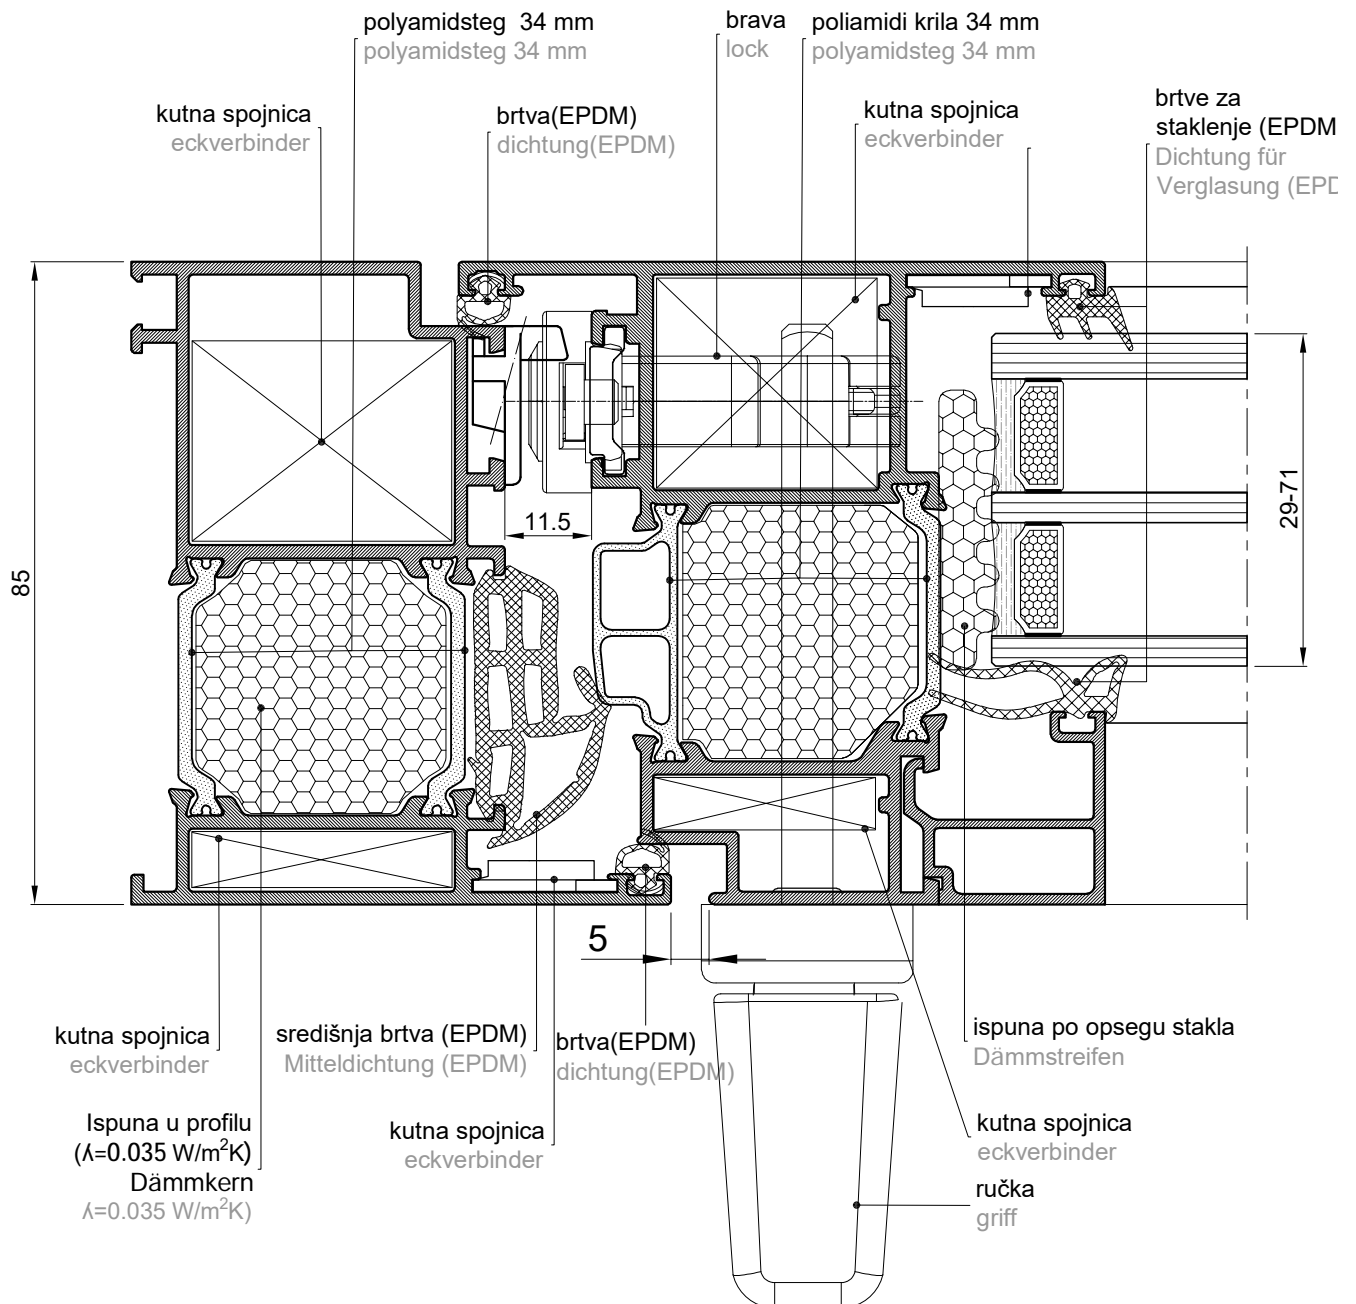 polyamidsteg 34 mm
polyamidsteg 34 mm
brava
lock
poliamidi krila 34 mm
polyamidsteg 34 mm
kutna spojnica
eckverbinder
brtva(EPDM)
dichtung(EPDM)
kutna spojnica
eckverbinder
brtve za
staklenje (EPDM
Dichtung für
Verglasung (EPD
85
11.5
29-71
5
kutna spojnica
eckverbinder
središnja brtva (EPDM)
Mitteldichtung (EPDM)
brtva(EPDM)
dichtung(EPDM)
ispuna po opsegu stakla
Dämmstreifen
Ispuna u profilu
(λ=0.035 W/m²K)
Dämmkern
λ=0.035 W/m²K)
kutna spojnica
eckverbinder
kutna spojnica
eckverbinder
ručka
griff